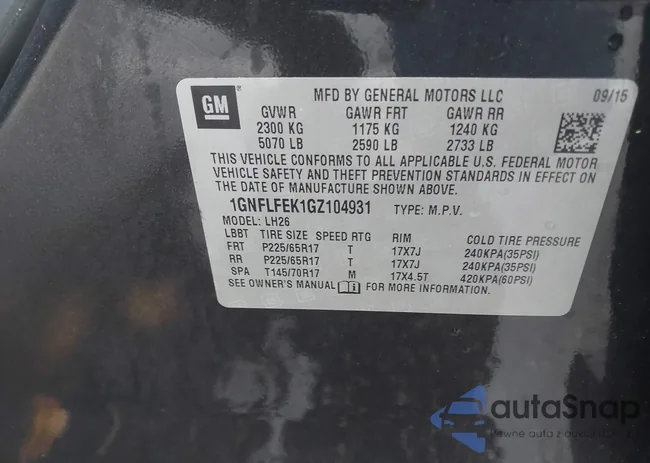 GM
MFD BY GENERAL MOTORS LLC 09/15
GVWR GAWR FRT GAWR RR
2300 KG 1175 KG 1240 KG
5070 LB 2590 LB 2733 LB
THIS VEHICLE CONFORMS TO ALL APPLICABLE U.S. FEDERAL MOTOR
VEHICLE SAFETY AND THEFT PREVENTION STANDARDS IN EFFECT ON
THE DATE OF MANUFACTURE SHOWN ABOVE.
1GNFLFEK1GZ104931 TYPE: M.P.V.
MODEL: LH26
LBBT TIRE SIZE SPEED RTG RIM COLD TIRE PRESSURE
FRT P225/65R17 T 17X7J 240KPA(35PSI)
RR P225/65R17 T 17X7J 240KPA(35PSI)
SPA T145/70R17 M 17X4.5T 420KPA(60PSI)
SEE OWNER'S MANUAL FOR MORE INFORMATION.
autoSnap
pewne auta z